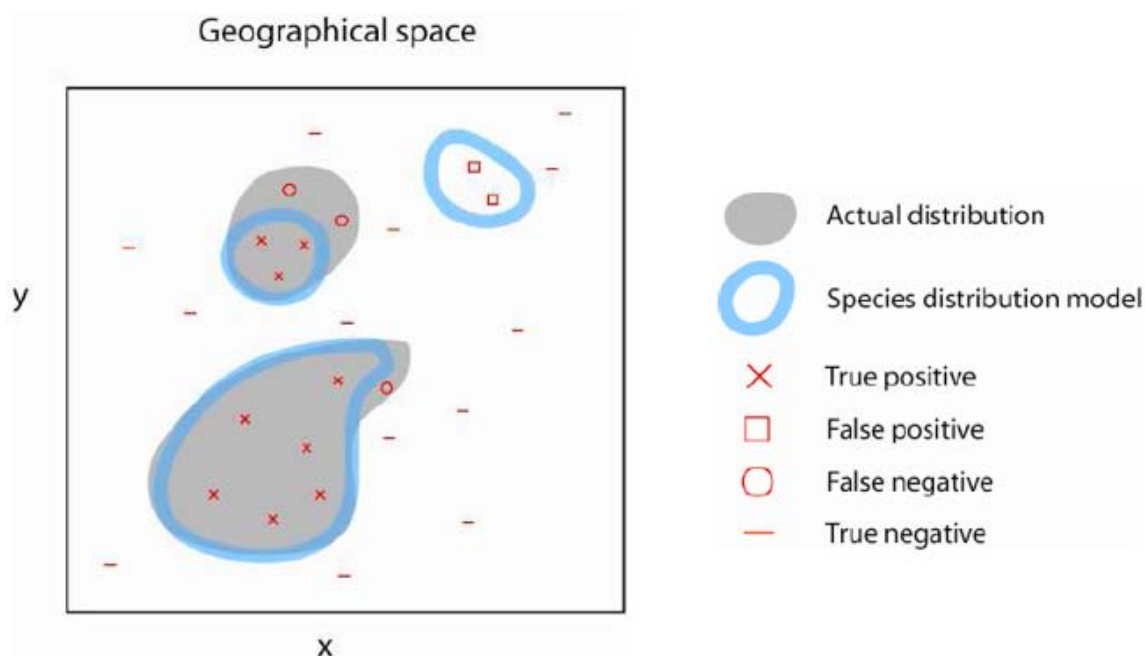 Geographical space
y
x
Actual distribution
Species distribution model
True positive
False positive
False negative
True negative